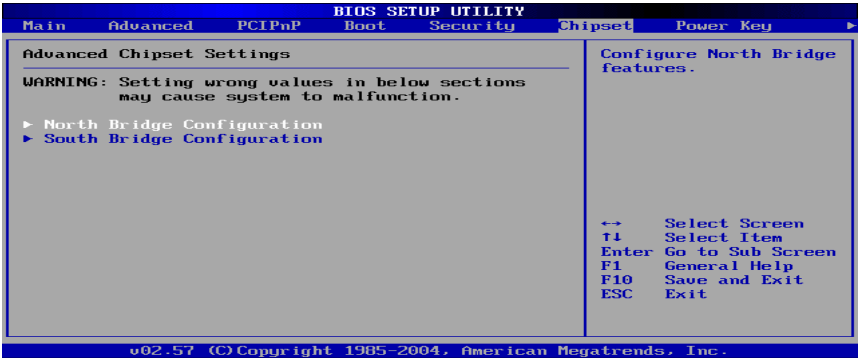 BIOS SETUP UTILITY
Main Advanced PCIPnP Boot Security Chipset Power Key ▶
Advanced Chipset Settings
WARNING: Setting wrong values in below sections
may cause system to malfunction.
▶ North Bridge Configuration
▶ South Bridge Configuration
Configure North Bridge
features.
←→ Select Screen
↑↓ Select Item
Enter Go to Sub Screen
F1 General Help
F10 Save and Exit
ESC Exit
v02.57 (C)Copyright 1985-2004, American Megatrends, Inc.